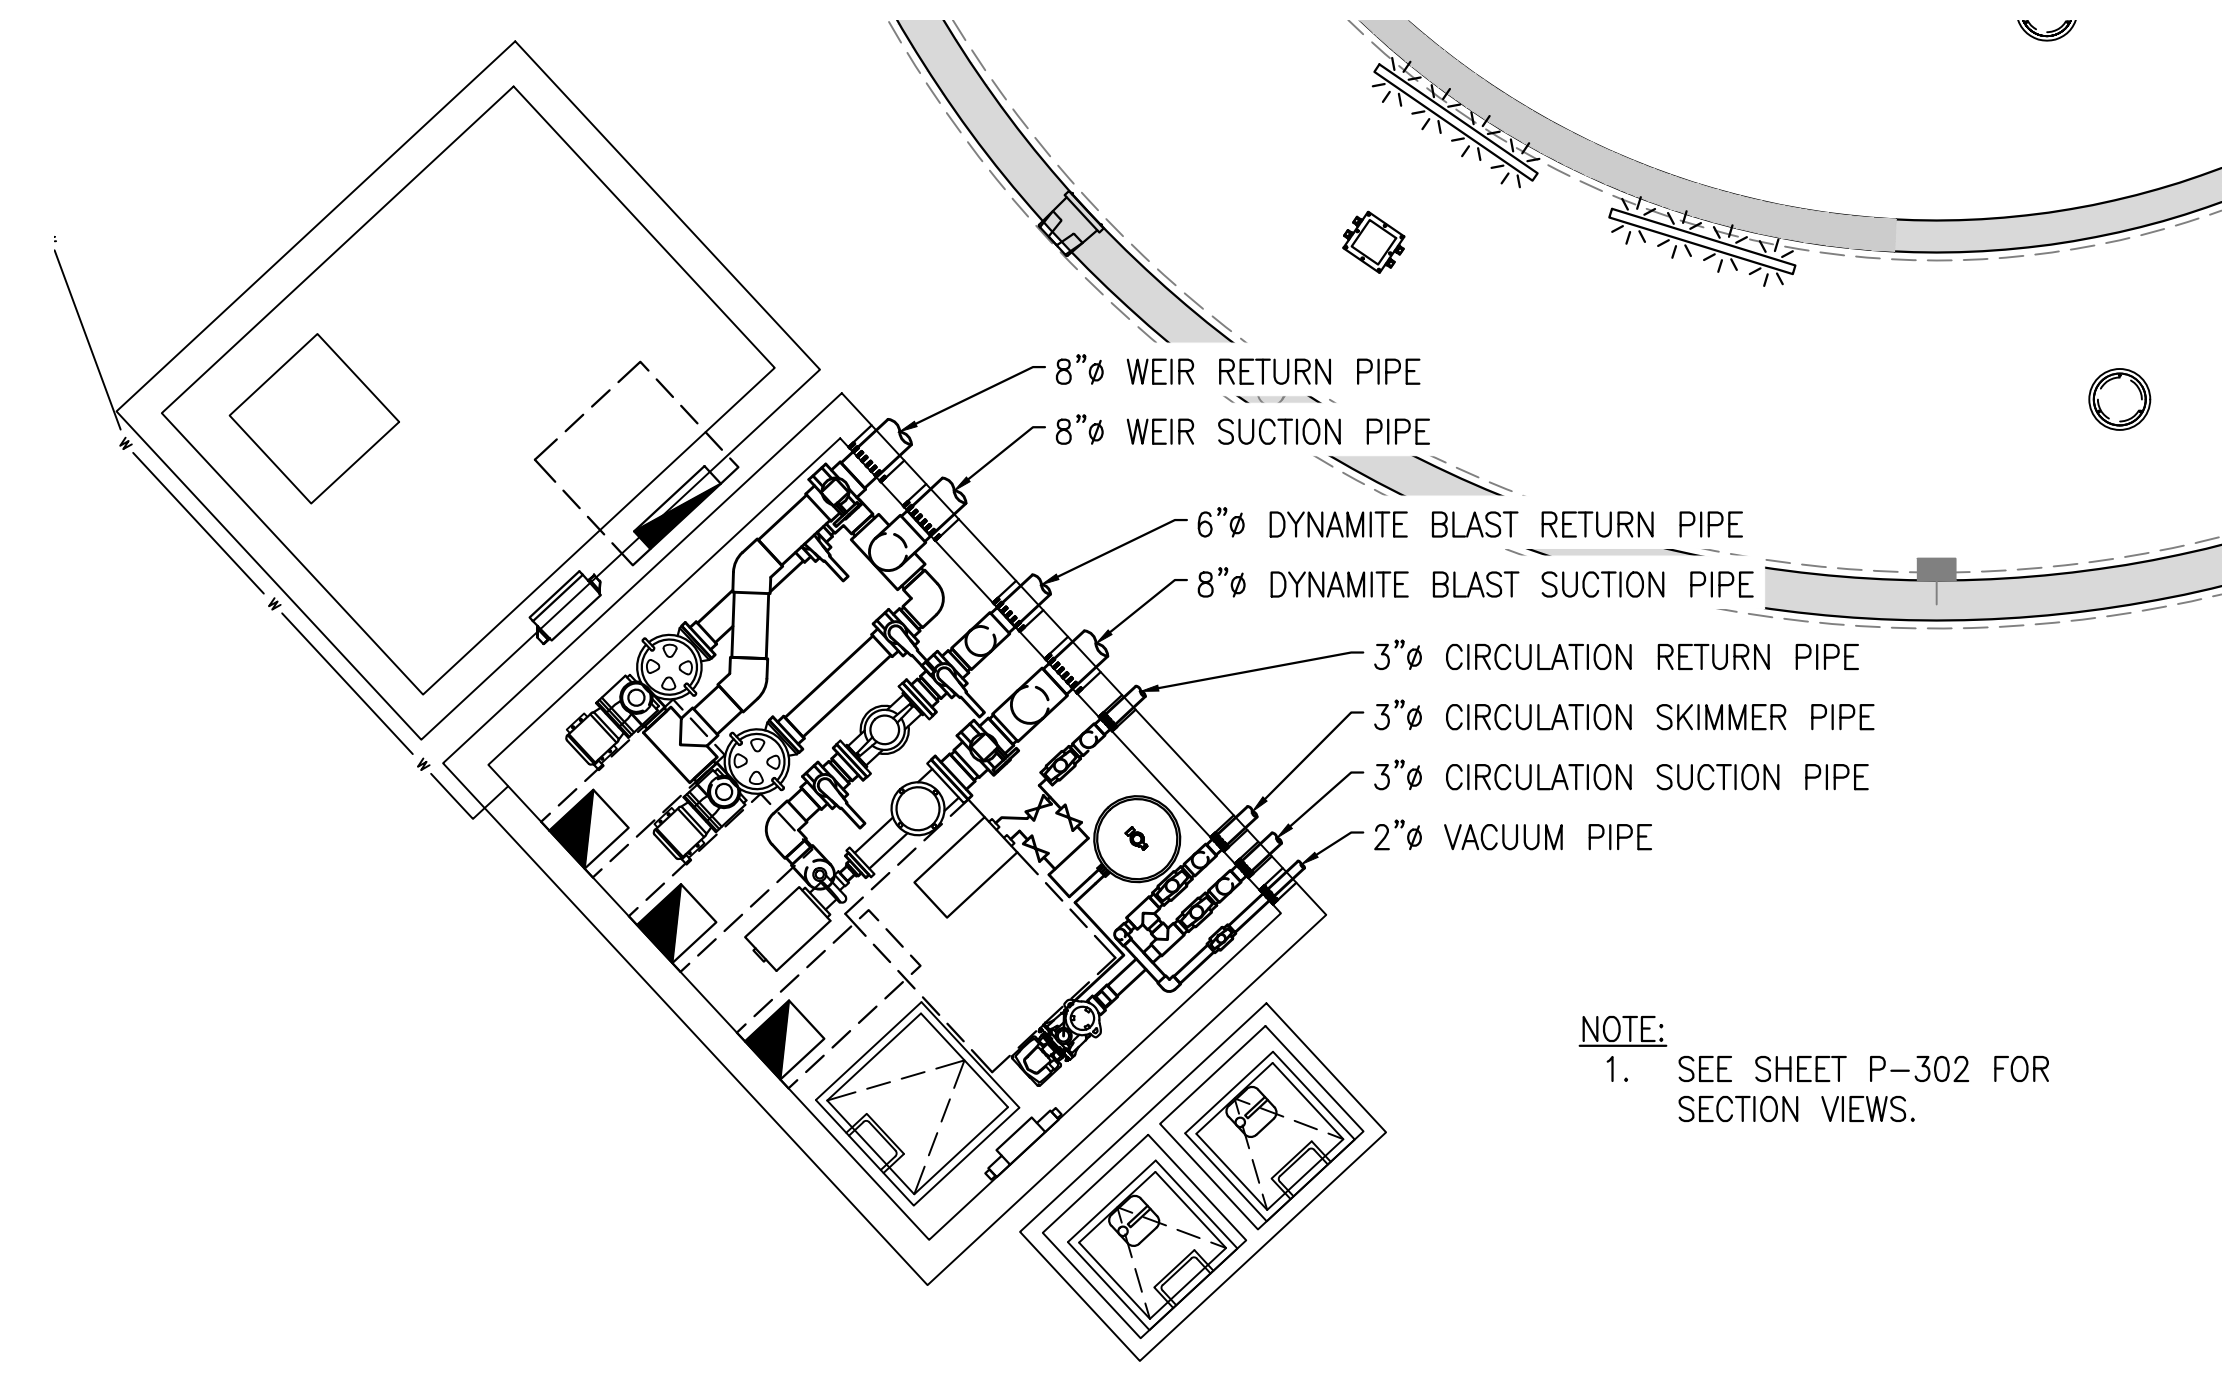 8"ø WEIR RETURN PIPE
8"ø WEIR SUCTION PIPE
6"ø DYNAMITE BLAST RETURN PIPE
8"ø DYNAMITE BLAST SUCTION PIPE
3"ø CIRCULATION RETURN PIPE
3"ø CIRCULATION SKIMMER PIPE
3"ø CIRCULATION SUCTION PIPE
2"ø VACUUM PIPE
W
W
W
NOTE:
1. SEE SHEET P-302 FOR
SECTION VIEWS.